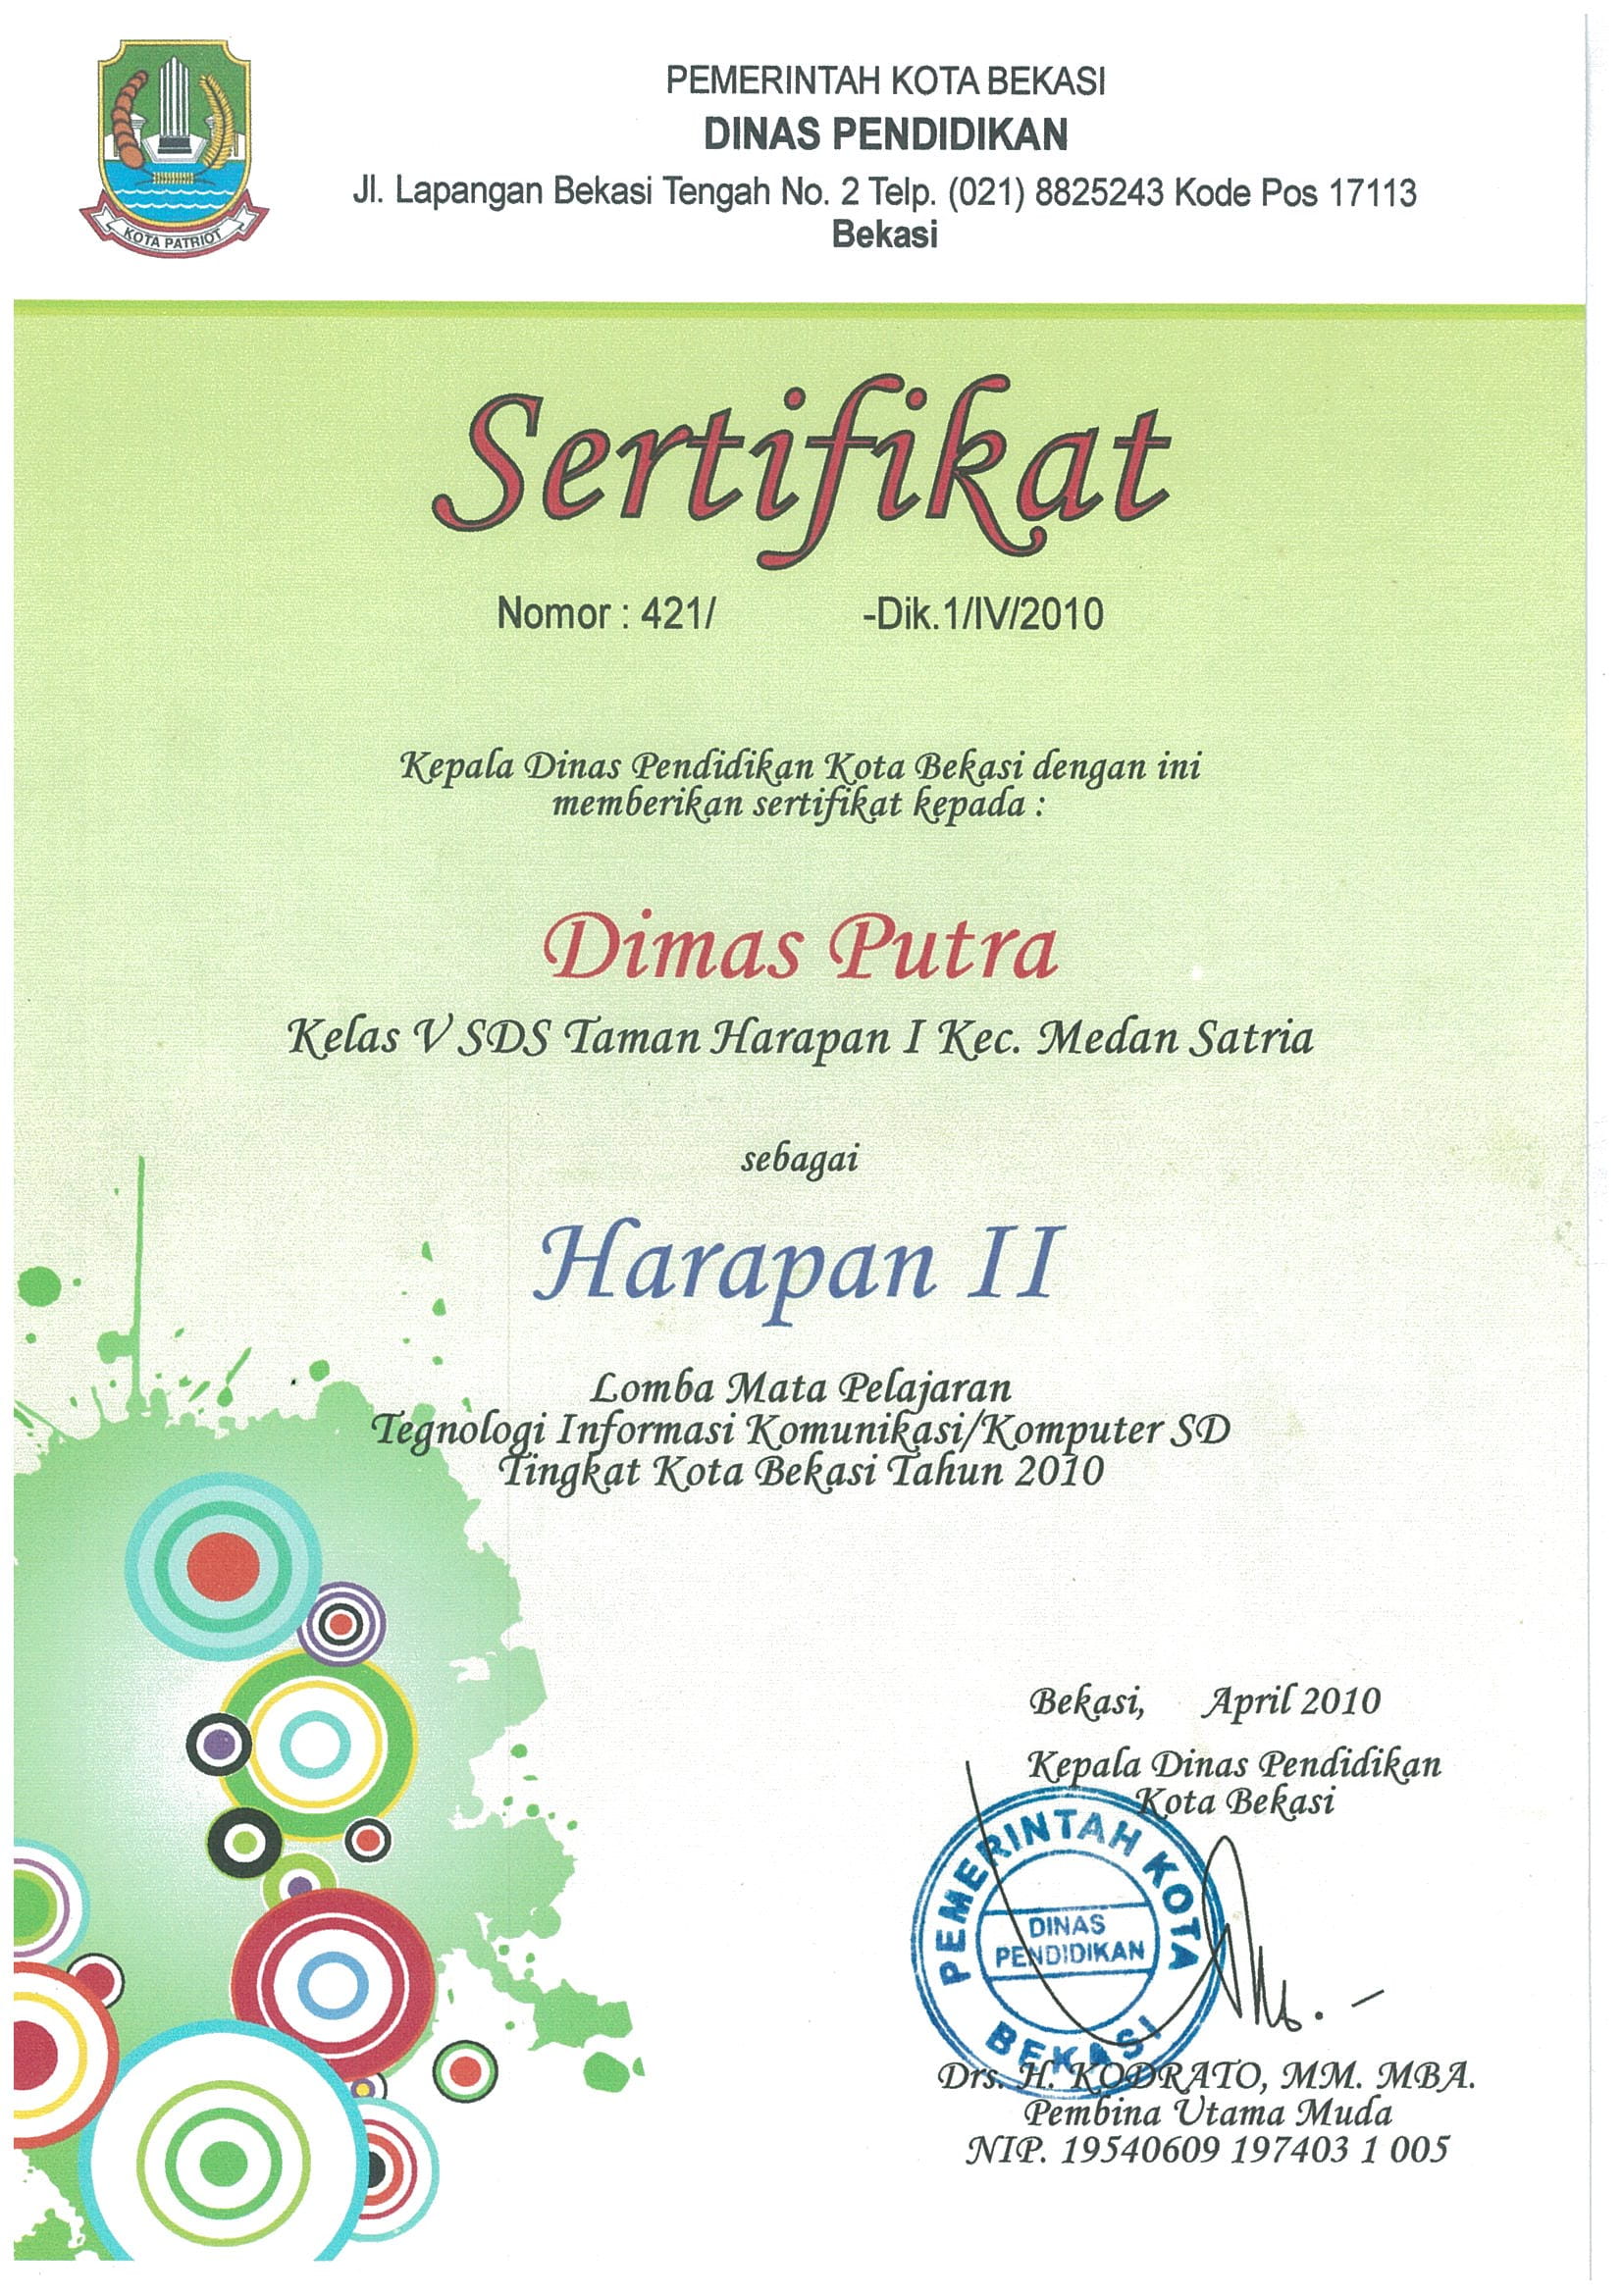 KOTA PATRIOT
PEMERINTAH KOTA BEKASI
DINAS PENDIDIKAN
Jl. Lapangan Bekasi Tengah No. 2 Telp. (021) 8825243 Kode Pos 17113
Bekasi
Sertifikat
Nomor : 421/ -Dik.1/IV/2010
Kepala Dinas Pendidikan Kota Bekasi dengan ini
memberikan sertifikat kepada :
Dimas Putra
Kelas V SDS Taman Harapan I Kec. Medan Satria
sebagai
Harapan II
Lomba Mata Pelajaran
Tegnologi Informasi Komunikasi/Komputer SD
Tingkat Kota Bekasi Tahun 2010
Bekasi, April 2010
Kepala Dinas Pendidikan
Kota Bekasi
PEMERINTAH KOTA
DINAS
PENDIDIKAN
BEKASI
Drs. H. KODRATO, MM. MBA.
Pembina Utama Muda
NIP. 19540609 197403 1 005